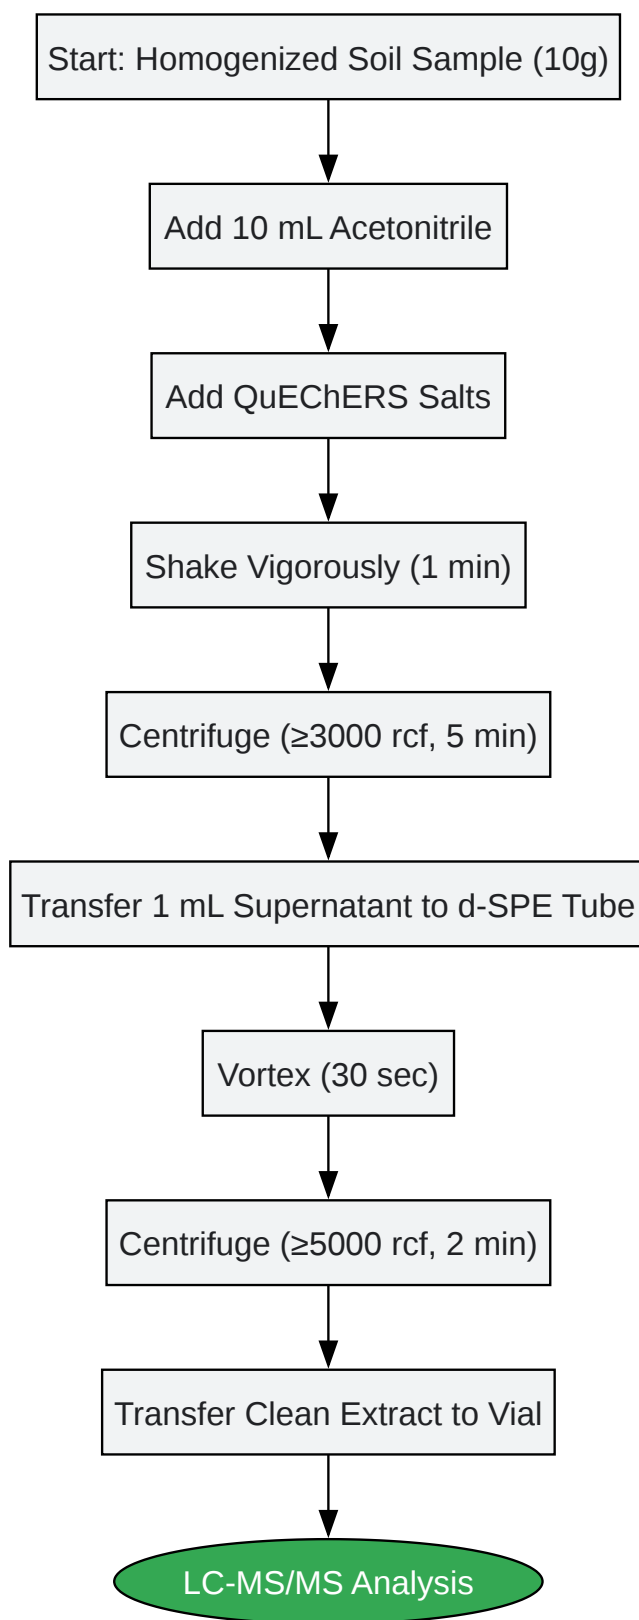 Start: Homogenized Soil Sample (10g)
Add 10 mL Acetonitrile
Add QuEChERS Salts
Shake Vigorously (1 min)
Centrifuge (≥3000 rcf, 5 min)
Transfer 1 mL Supernatant to d-SPE Tube
Vortex (30 sec)
Centrifuge (≥5000 rcf, 2 min)
Transfer Clean Extract to Vial
LC-MS/MS Analysis